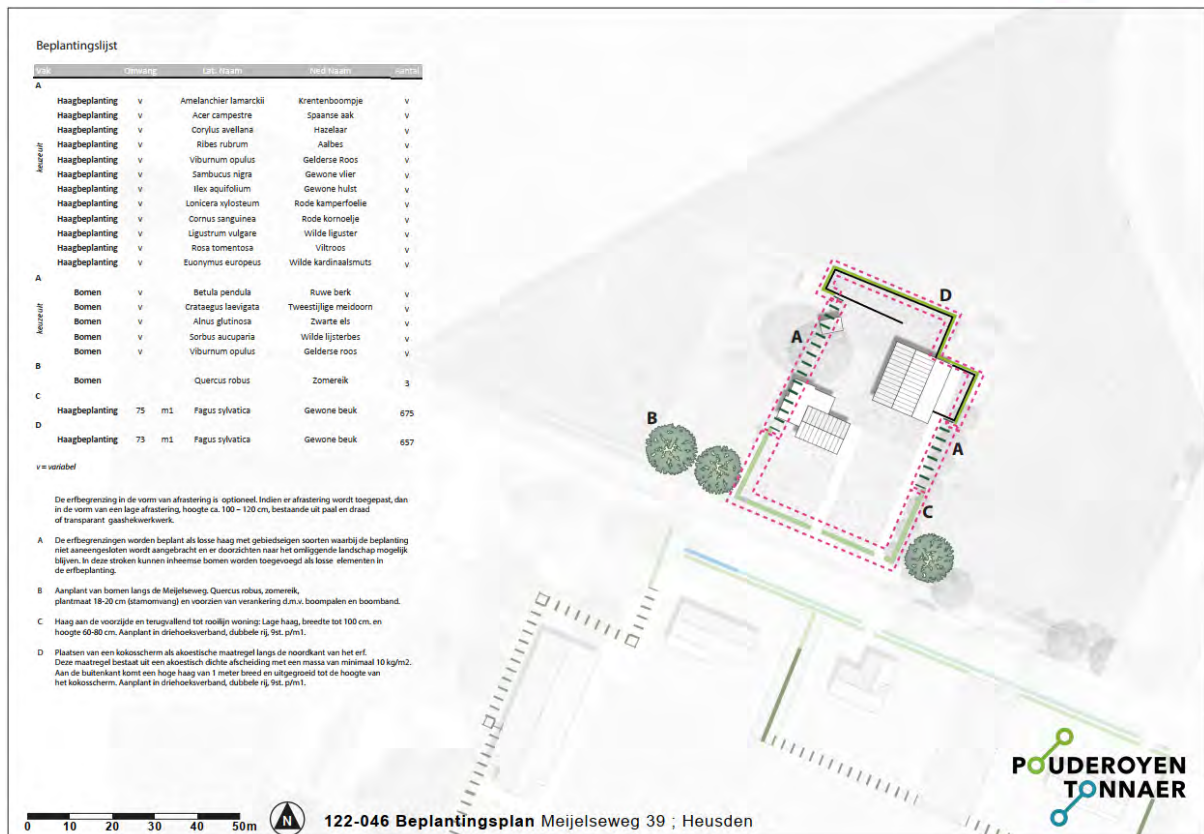 Beplantingslijst
Vak Omvang Lat. Naam Ned Naam Aantal
A
keuze uit
Haagbeplanting v Amelanchier lamarckii Krentenboompje v
Haagbeplanting v Acer campestre Spaanse aak v
Haagbeplanting v Corylus avellana Hazelaar v
Haagbeplanting v Ribes rubrum Aalbes v
Haagbeplanting v Viburnum opulus Gelderse Roos v
Haagbeplanting v Sambucus nigra Gewone vlier v
Haagbeplanting v Ilex aquifolium Gewone hulst v
Haagbeplanting v Lonicera xylosteum Rode kamperfoelie v
Haagbeplanting v Cornus sanguinea Rode kornoelje v
Haagbeplanting v Ligustrum vulgare Wilde liguster v
Haagbeplanting v Rosa tomentosa Viltroos v
Haagbeplanting v Euonymus europeus Wilde kardinaalsmuts v
A
keuze uit
Bomen v Betula pendula Ruwe berk v
Bomen v Crataegus laevigata Tweestijlige meidoorn v
Bomen v Alnus glutinosa Zwarte els v
Bomen v Sorbus aucuparia Wilde lijsterbes v
Bomen v Viburnum opulus Gelderse roos v
B
Bomen Quercus robus Zomereik 3
C
Haagbeplanting 75 m1 Fagus sylvatica Gewone beuk 675
D
Haagbeplanting 73 m1 Fagus sylvatica Gewone beuk 657
v = variabel
De erfbegrenzing in de vorm van afrastering is optioneel. Indien er afrastering wordt toegepast, dan
in de vorm van een lage afrastering, hoogte ca. 100 – 120 cm, bestaande uit paal en draad
of transparant gaashekwerkwerk.
A De erfbegrenzingen worden beplant als losse haag met gebiedseigen soorten waarbij de beplanting
niet aaneengesloten wordt aangebracht en er doorzichten naar het omliggende landschap mogelijk
blijven. In deze stroken kunnen inheemse bomen worden toegevoegd als losse elementen in
de erfbeplanting.
B Aanplant van bomen langs de Meijelseweg. Quercus robus, zomereik,
plantmaat 18-20 cm (stamomvang) en voorzien van verankering d.m.v. boompalen en boomband.
C Haag aan de voorzijde en terugvallend tot rooilijn woning: Lage haag, breedte tot 100 cm. en
hoogte 60-80 cm. Aanplant in driehoeksverband, dubbele rij, 9st. p/m1.
D Plaatsen van een kokosscherm als akoestische maatregel langs de noordkant van het erf.
Deze maatregel bestaat uit een akoestisch dichte afscheiding met een massa van minimaal 10 kg/m2.
Aan de buitenkant komt een hoge haag van 1 meter breed en uitgegroeid tot de hoogte van
het kokosscherm. Aanplant in driehoeksverband, dubbele rij, 9st. p/m1.
D
A
B
A
C
POUDEROYEN
TONNAER
0 10 20 30 40 50m
N
122-046 Beplantingsplan Meijelseweg 39 ; Heusden